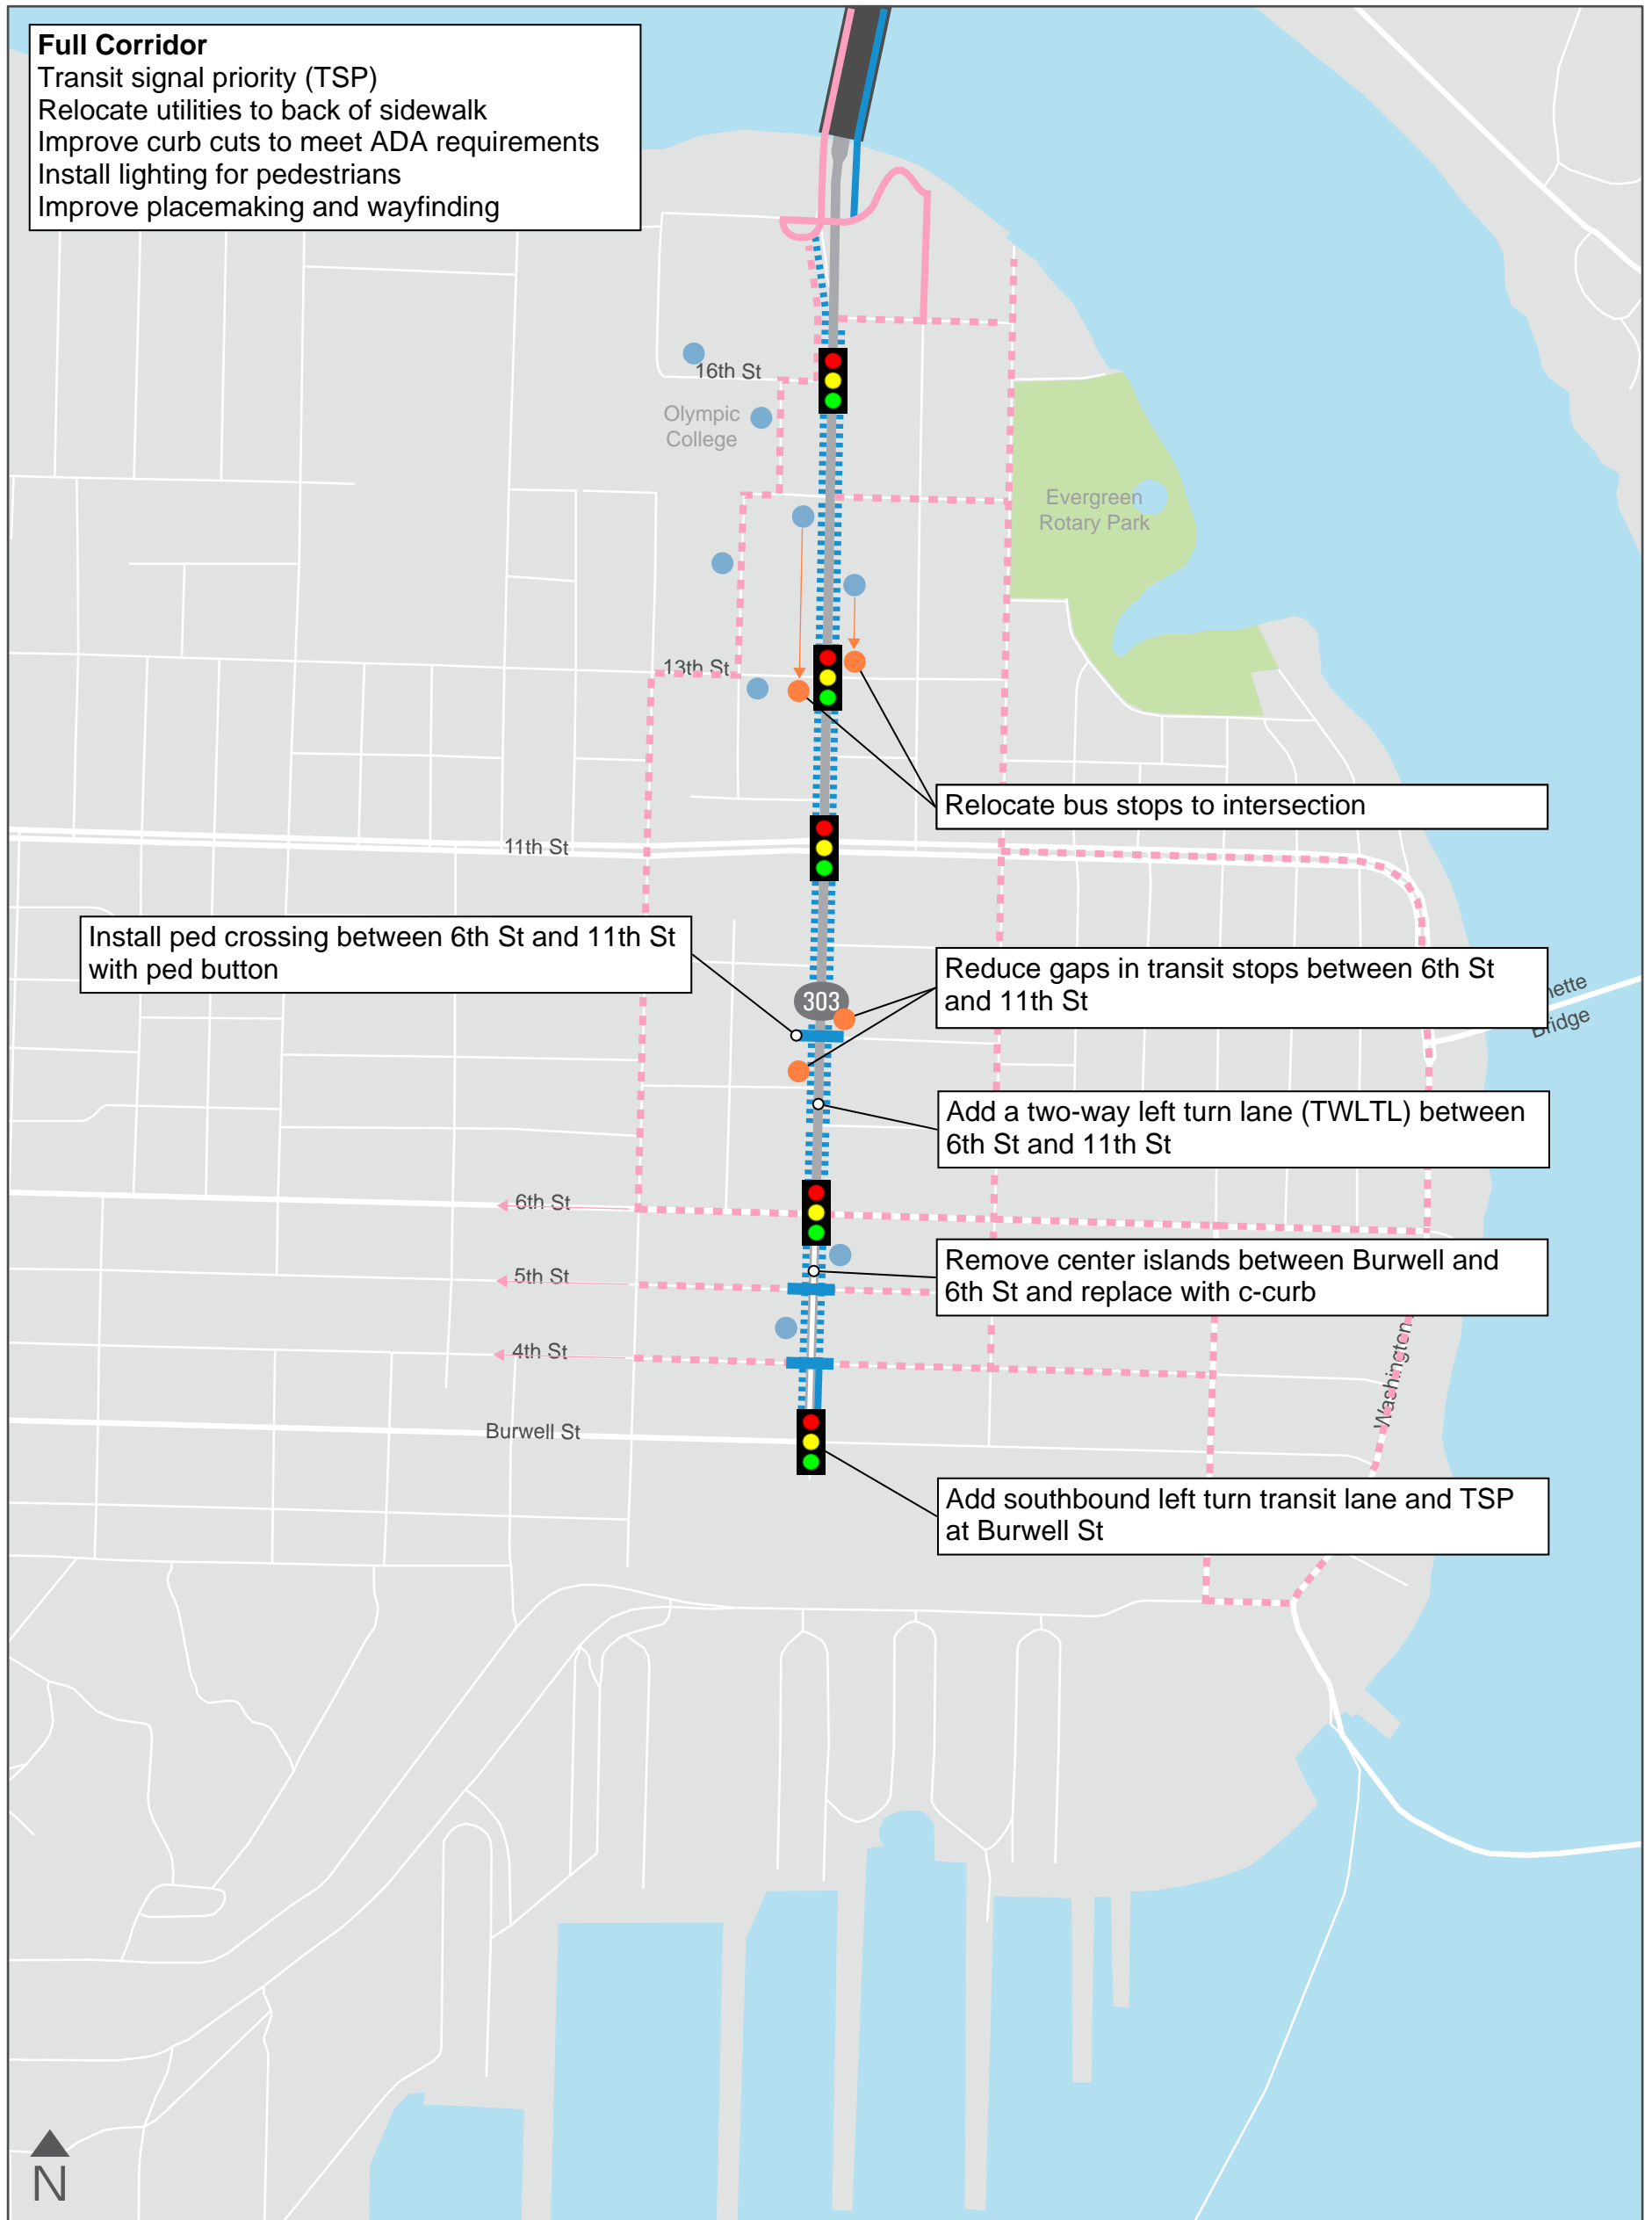 Full Corridor
Transit signal priority (TSP)
Relocate utilities to back of sidewalk
Improve curb cuts to meet ADA requirements
Install lighting for pedestrians
Improve placemaking and wayfinding
16th St
Olympic
College
Evergreen
Rotary Park
13th St
Relocate bus stops to intersection
11th St
Install ped crossing between 6th St and 11th St
with ped button
Reduce gaps in transit stops between 6th St
and 11th St
303
nette
Bridge
Add a two-way left turn lane (TWLTL) between
6th St and 11th St
6th St
Remove center islands between Burwell and
6th St and replace with c-curb
5th St
4th St
Washington
Burwell St
Add southbound left turn transit lane and TSP
at Burwell St
N